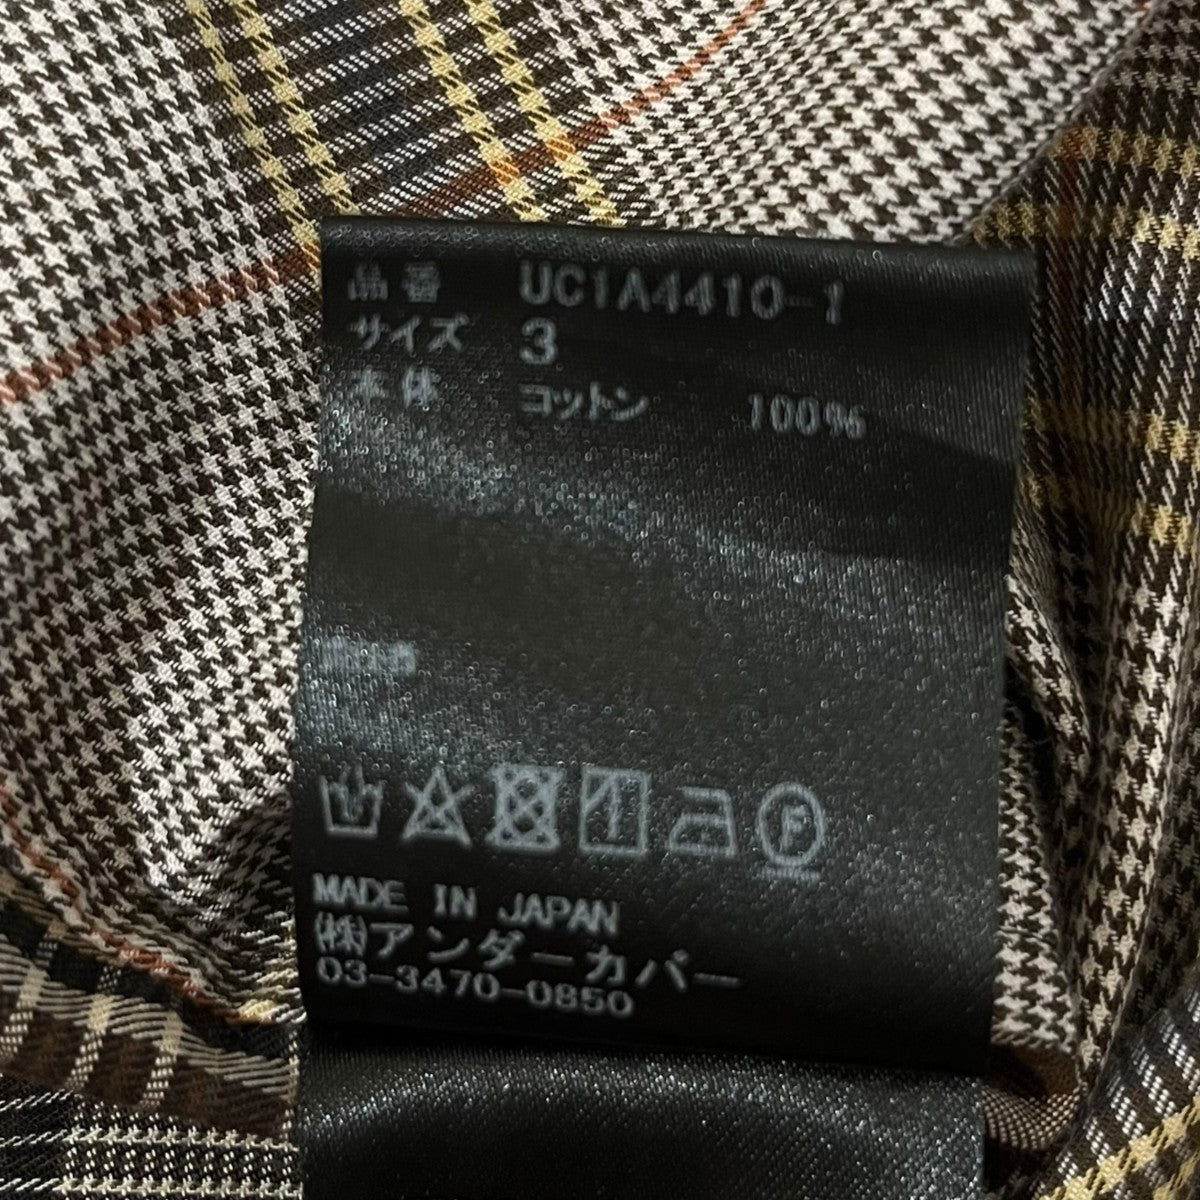 品番 UC1A4410-1
サイズ 3
本体 コットン 100%
MADE IN JAPAN
㈱アンダーカバー
03-3470-0850